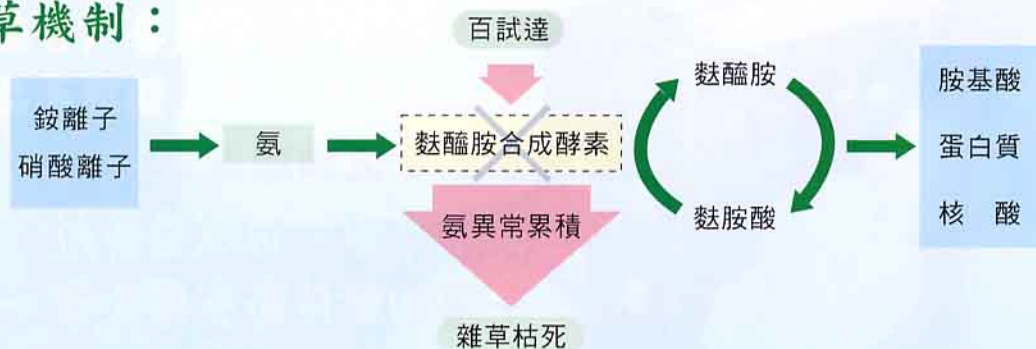 草機制：
百試達
銨離子
硝酸離子
氨
麩醯胺合成酵素
氨異常累積
雜草枯死
麩醯胺
麩胺酸
胺基酸
蛋白質
核　酸